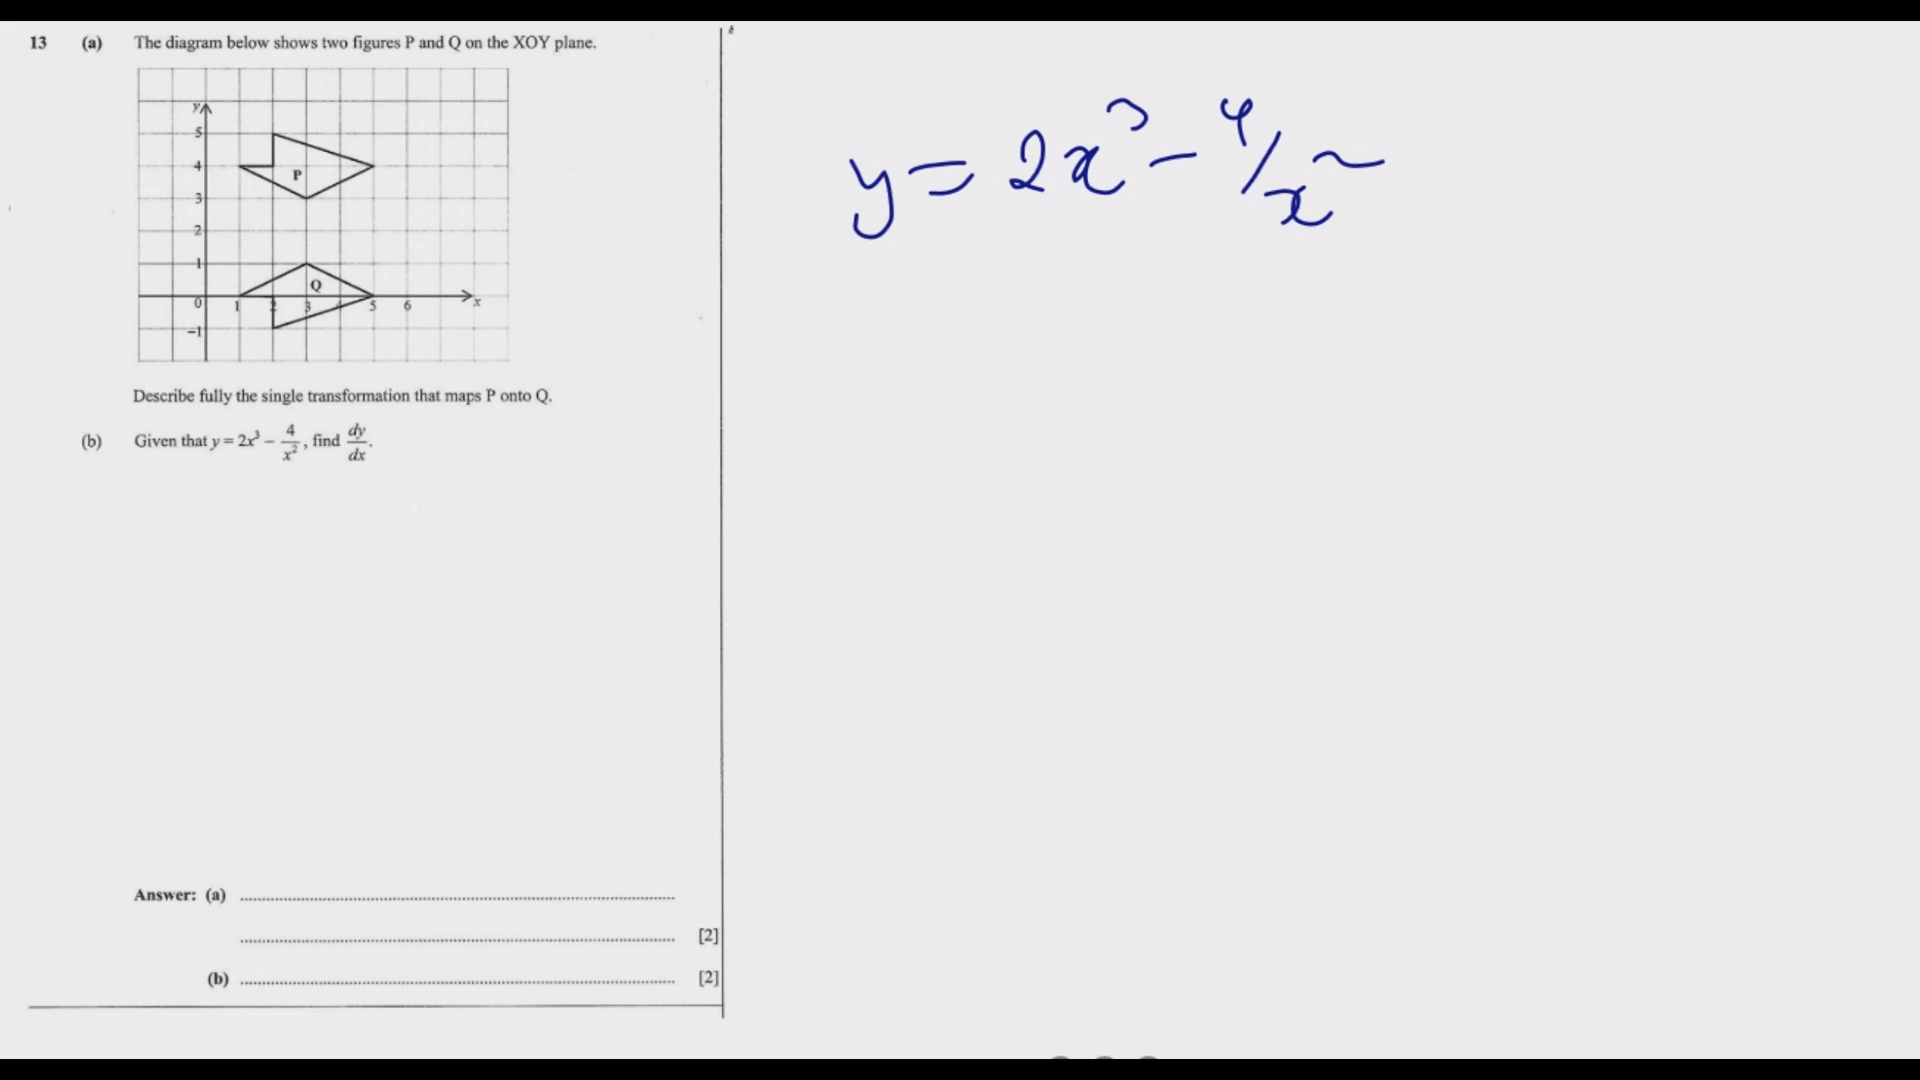 13 (a) The diagram below shows two figures P and Q on the XOY plane.
y
5
4
P
3
2
1
Q
0 1 2 3 4 5 6 x
−1
Describe fully the single transformation that maps P onto Q.
(b) Given that y = 2x³ − 4/x², find dy/dx.
Answer: (a) ........................................
........................................ [2]
(b) ........................................ [2]
y = 2x³ − 4/x²